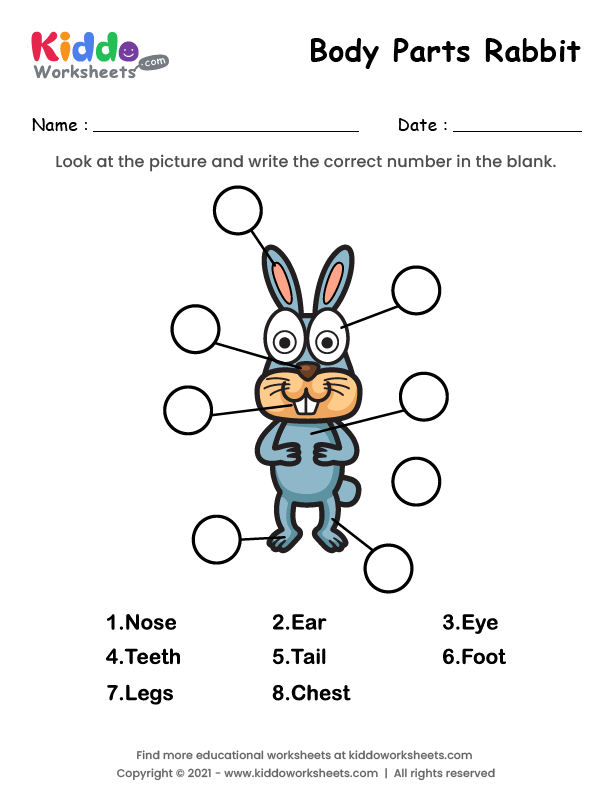 Kiddo
Worksheets.com
Body Parts Rabbit
Name : Date :
Look at the picture and write the correct number in the blank.
1.Nose 2.Ear 3.Eye
4.Teeth 5.Tail 6.Foot
7.Legs 8.Chest
Find more educational worksheets at kiddoworksheets.com
Copyright © 2021 - www.kiddoworksheets.com | All rights reserved